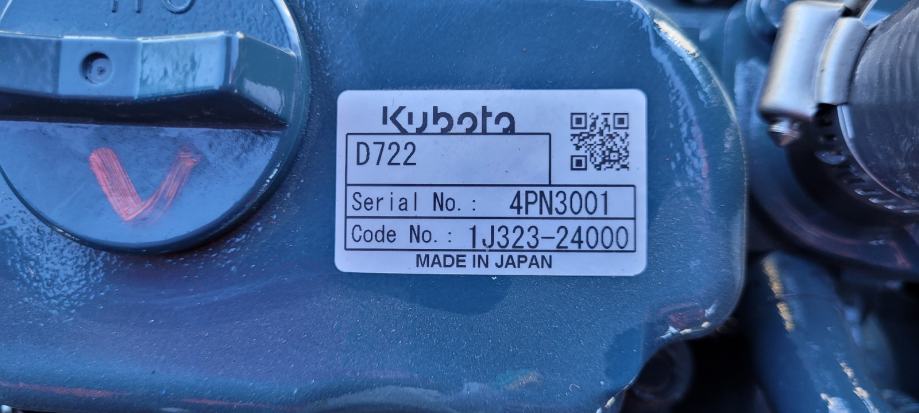 Kubota
D722
Serial No.: 4PN3001
Code No.: 1J323-24000
MADE IN JAPAN